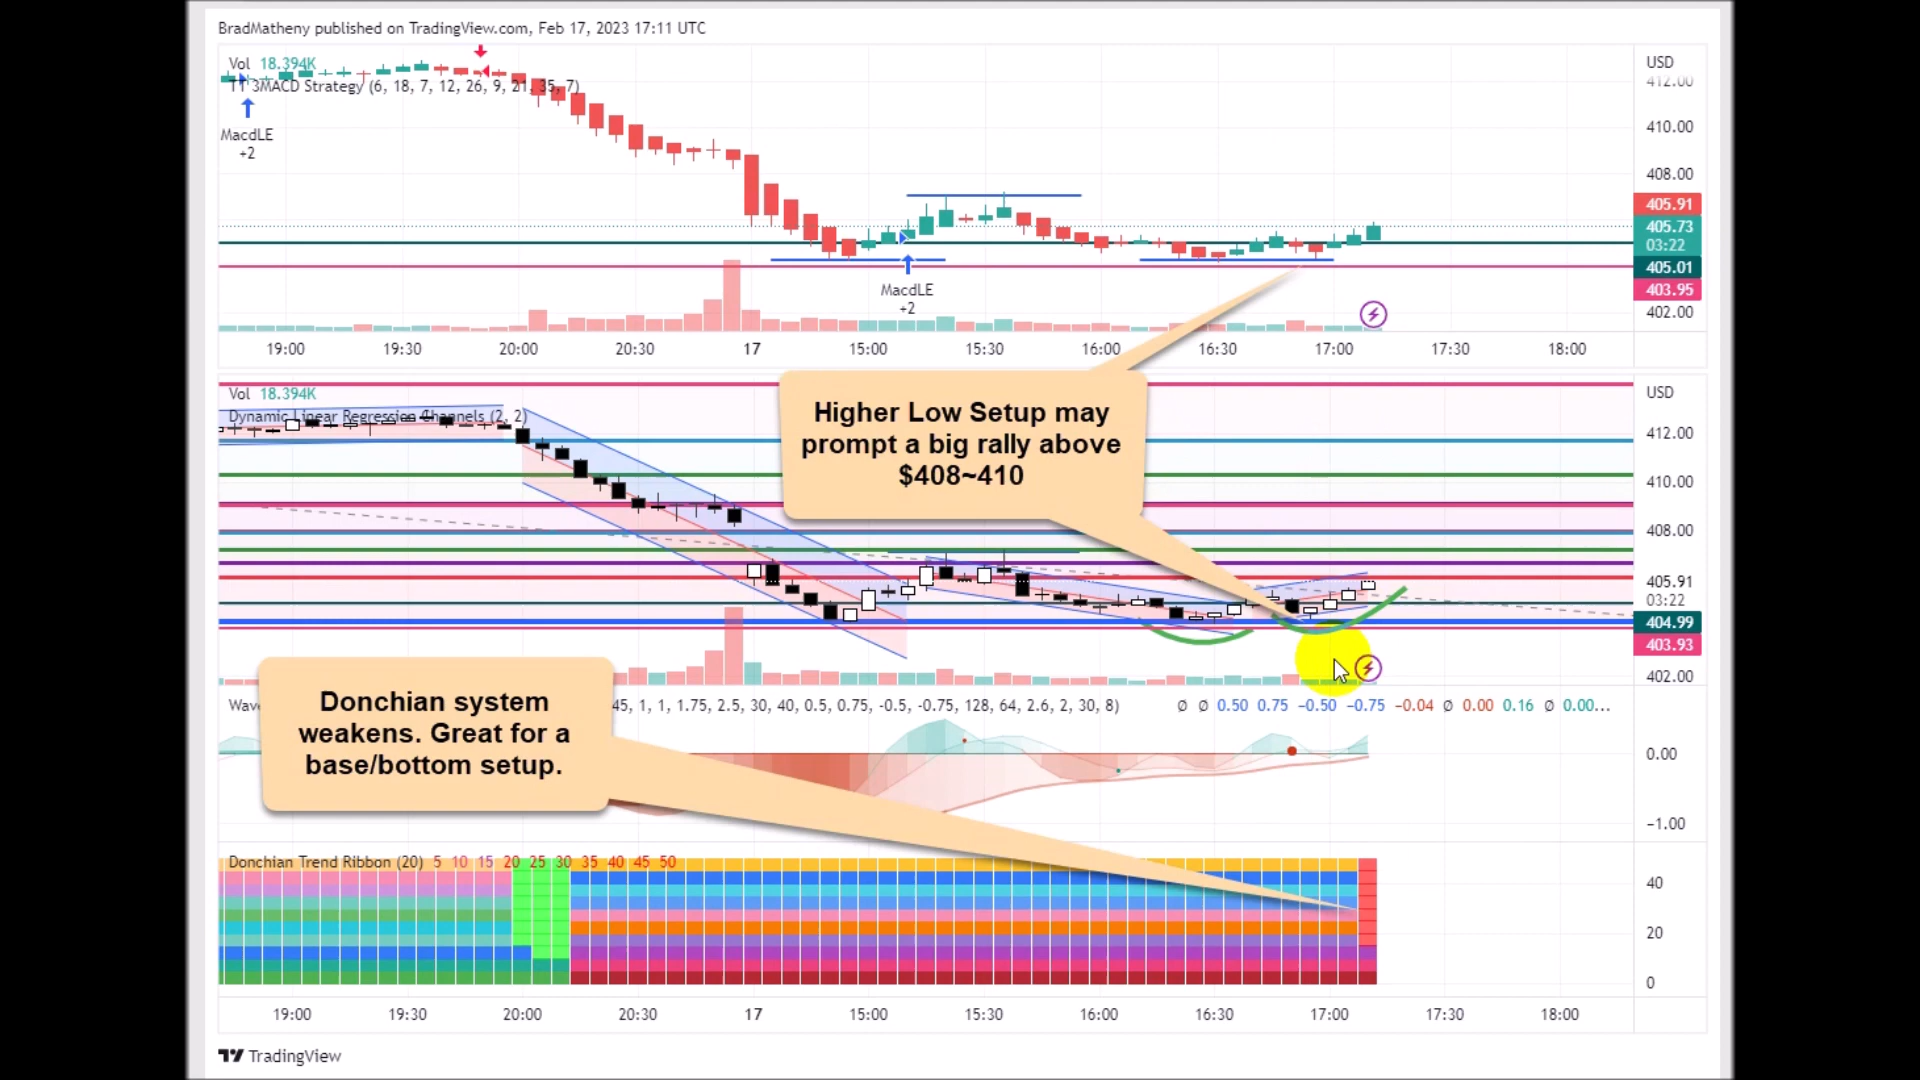 BradMatheny published on TradingView.com, Feb 17, 2023 17:11 UTC
Vol 18.394K
TT 3MACD Strategy (6, 18, 7, 12, 26, 9, 21, 35, 7)
MacdLE
+2
MacdLE
+2
USD
412.00
410.00
408.00
405.91
405.73
03:22
405.01
403.95
402.00
19:00 19:30 20:00 20:30 17 15:00 15:30 16:00 16:30 17:00 17:30 18:00
Higher Low Setup may
prompt a big rally above
$408~410
Vol 18.394K
Dynamic Linear Regression Channels (2, 2)
USD
412.00
410.00
408.00
405.91
03:22
404.99
403.93
402.00
Donchian system
weakens. Great for a
base/bottom setup.
45, 1, 1, 1.75, 2.5, 30, 40, 0.5, 0.75, -0.5, -0.75, 128, 64, 2.6, 2, 30, 8) Ø Ø 0.50 0.75 −0.50 −0.75 −0.04 Ø 0.00 0.16 Ø 0.00...
0.00
−1.00
Donchian Trend Ribbon (20) 5 10 15 20 25 30 35 40 45 50
40
20
0
19:00 19:30 20:00 20:30 17 15:00 15:30 16:00 16:30 17:00 17:30 18:00
TradingView